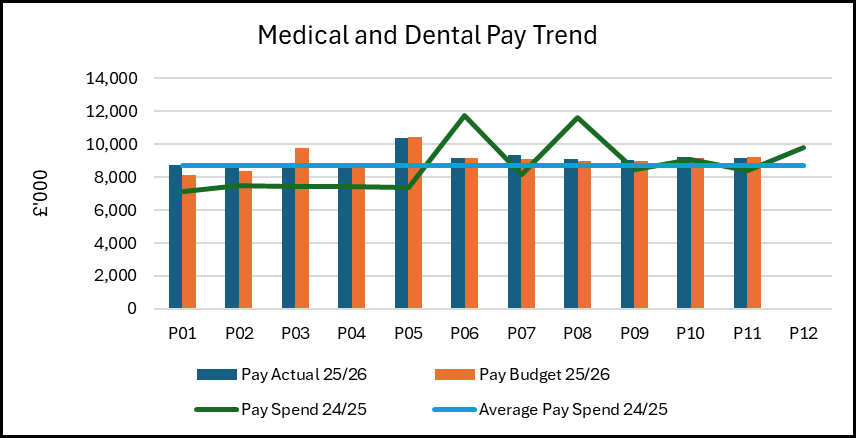 Medical and Dental Pay Trend
14,000
12,000
10,000
8,000
6,000
4,000
2,000
0
£'000
P01 P02 P03 P04 P05 P06 P07 P08 P09 P10 P11 P12
Pay Actual 25/26 Pay Budget 25/26
Pay Spend 24/25 Average Pay Spend 24/25